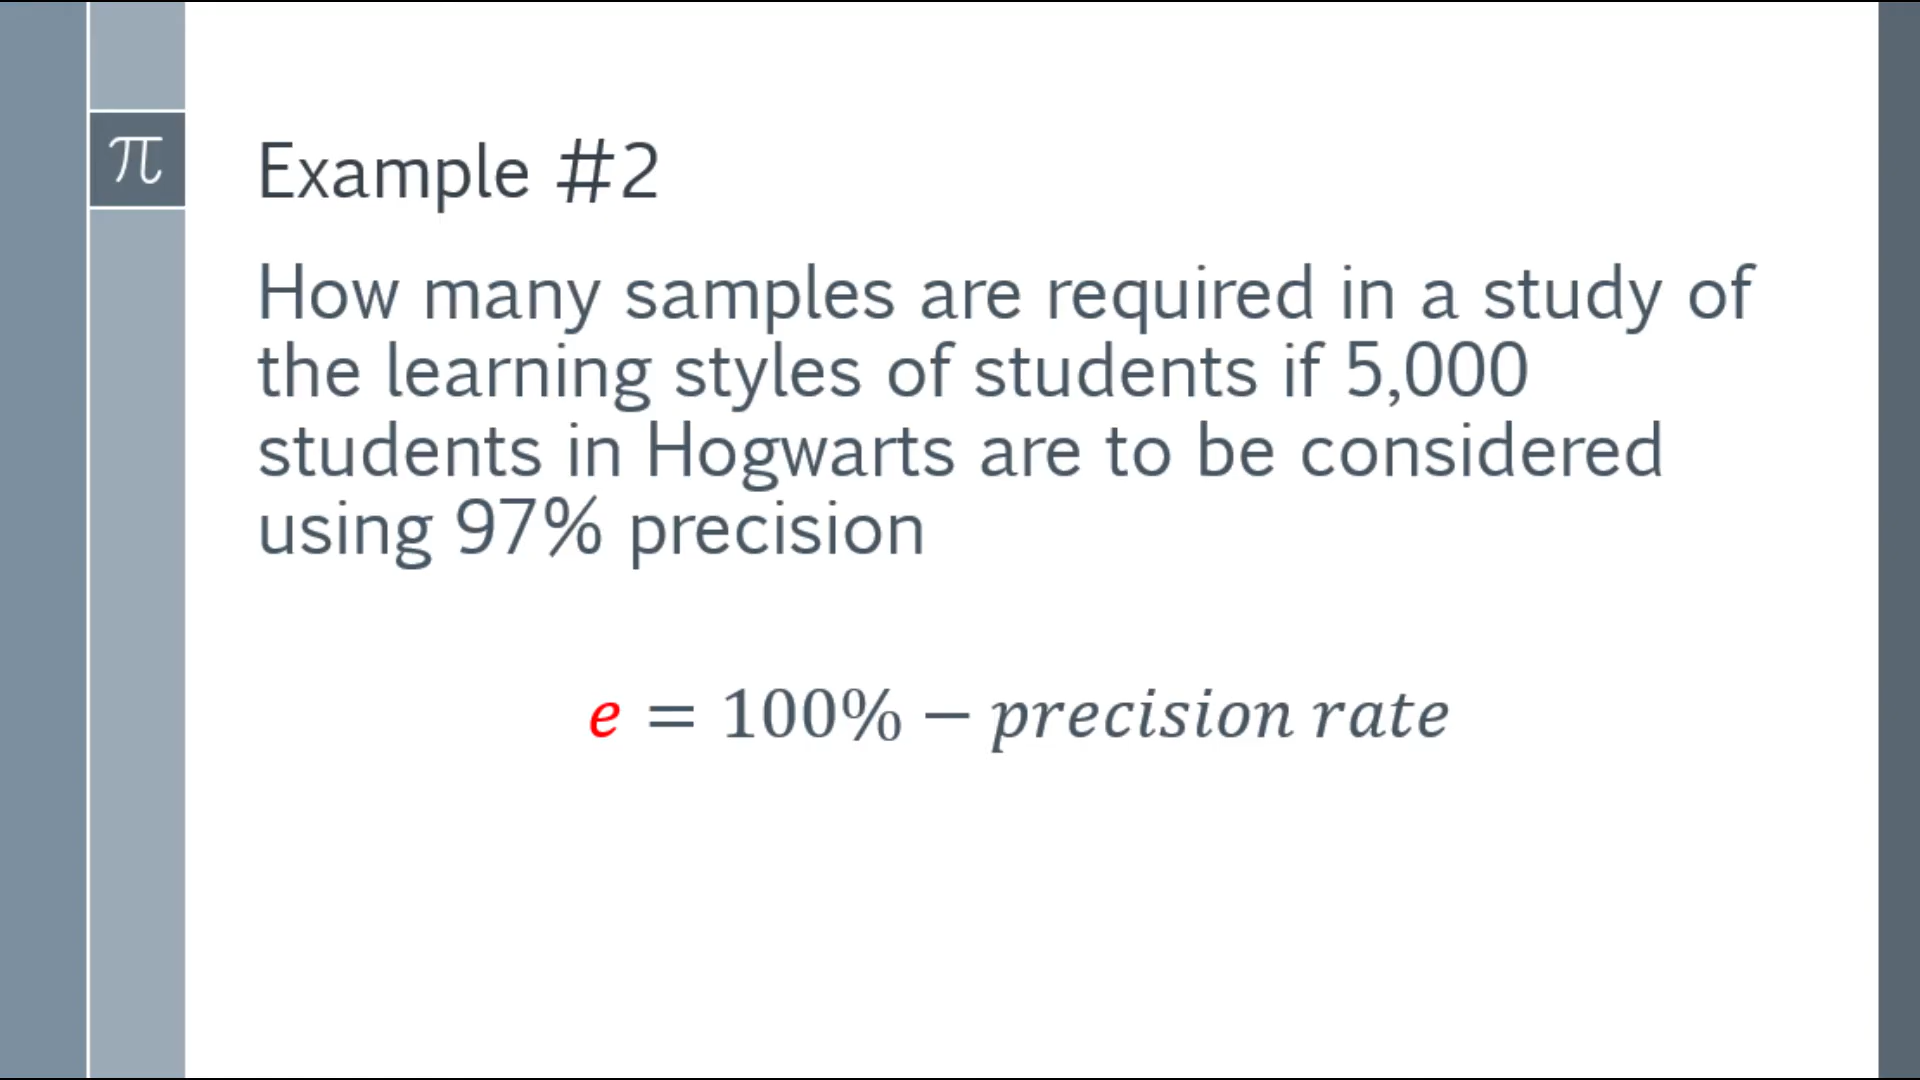 π
Example #2
How many samples are required in a study of
the learning styles of students if 5,000
students in Hogwarts are to be considered
using 97% precision
e = 100% − precision rate